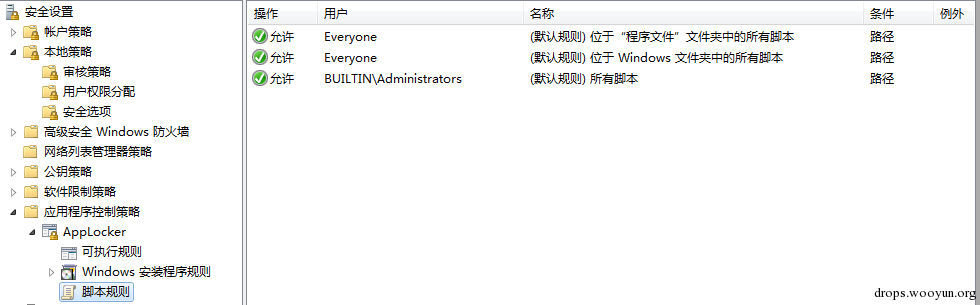 安全设置
帐户策略
本地策略
审核策略
用户权限分配
安全选项
高级安全 Windows 防火墙
网络列表管理器策略
公钥策略
软件限制策略
应用程序控制策略
AppLocker
可执行规则
Windows 安装程序规则
脚本规则
操作 用户 名称 条件 例外
允许 Everyone (默认规则) 位于“程序文件”文件夹中的所有脚本 路径
允许 Everyone (默认规则) 位于 Windows 文件夹中的所有脚本 路径
允许 BUILTIN\Administrators (默认规则) 所有脚本 路径
drops.wooyun.org